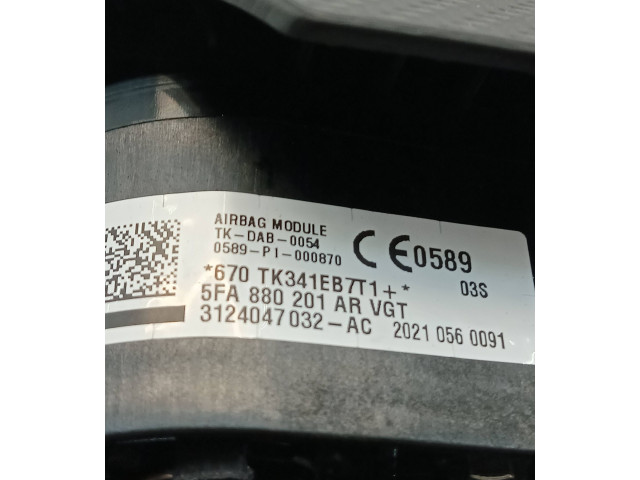 AIRBAG MODULE
TK-DAB-0054
0589-PI-000870
CE0589
03S
*670 TK341EB7T1+*
5FA 880 201 AR VGT
3124047032-AC 2021 056 0091